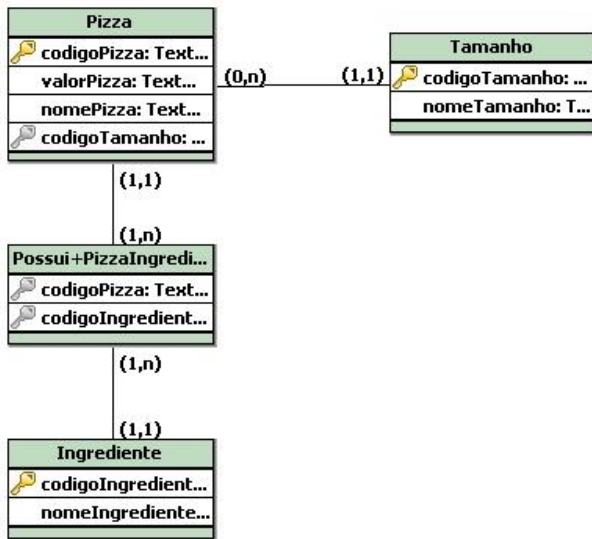 Pizza
codigoPizza: Text...
valorPizza: Text...
nomePizza: Text...
codigoTamanho: ...
(0,n)
(1,1)
Tamanho
codigoTamanho: ...
nomeTamanho: T...
(1,1)
(1,n)
Possui+PizzaIngredi...
codigoPizza: Text...
codigoIngredient...
(1,n)
(1,1)
Ingrediente
codigoIngredient...
nomeIngrediente...